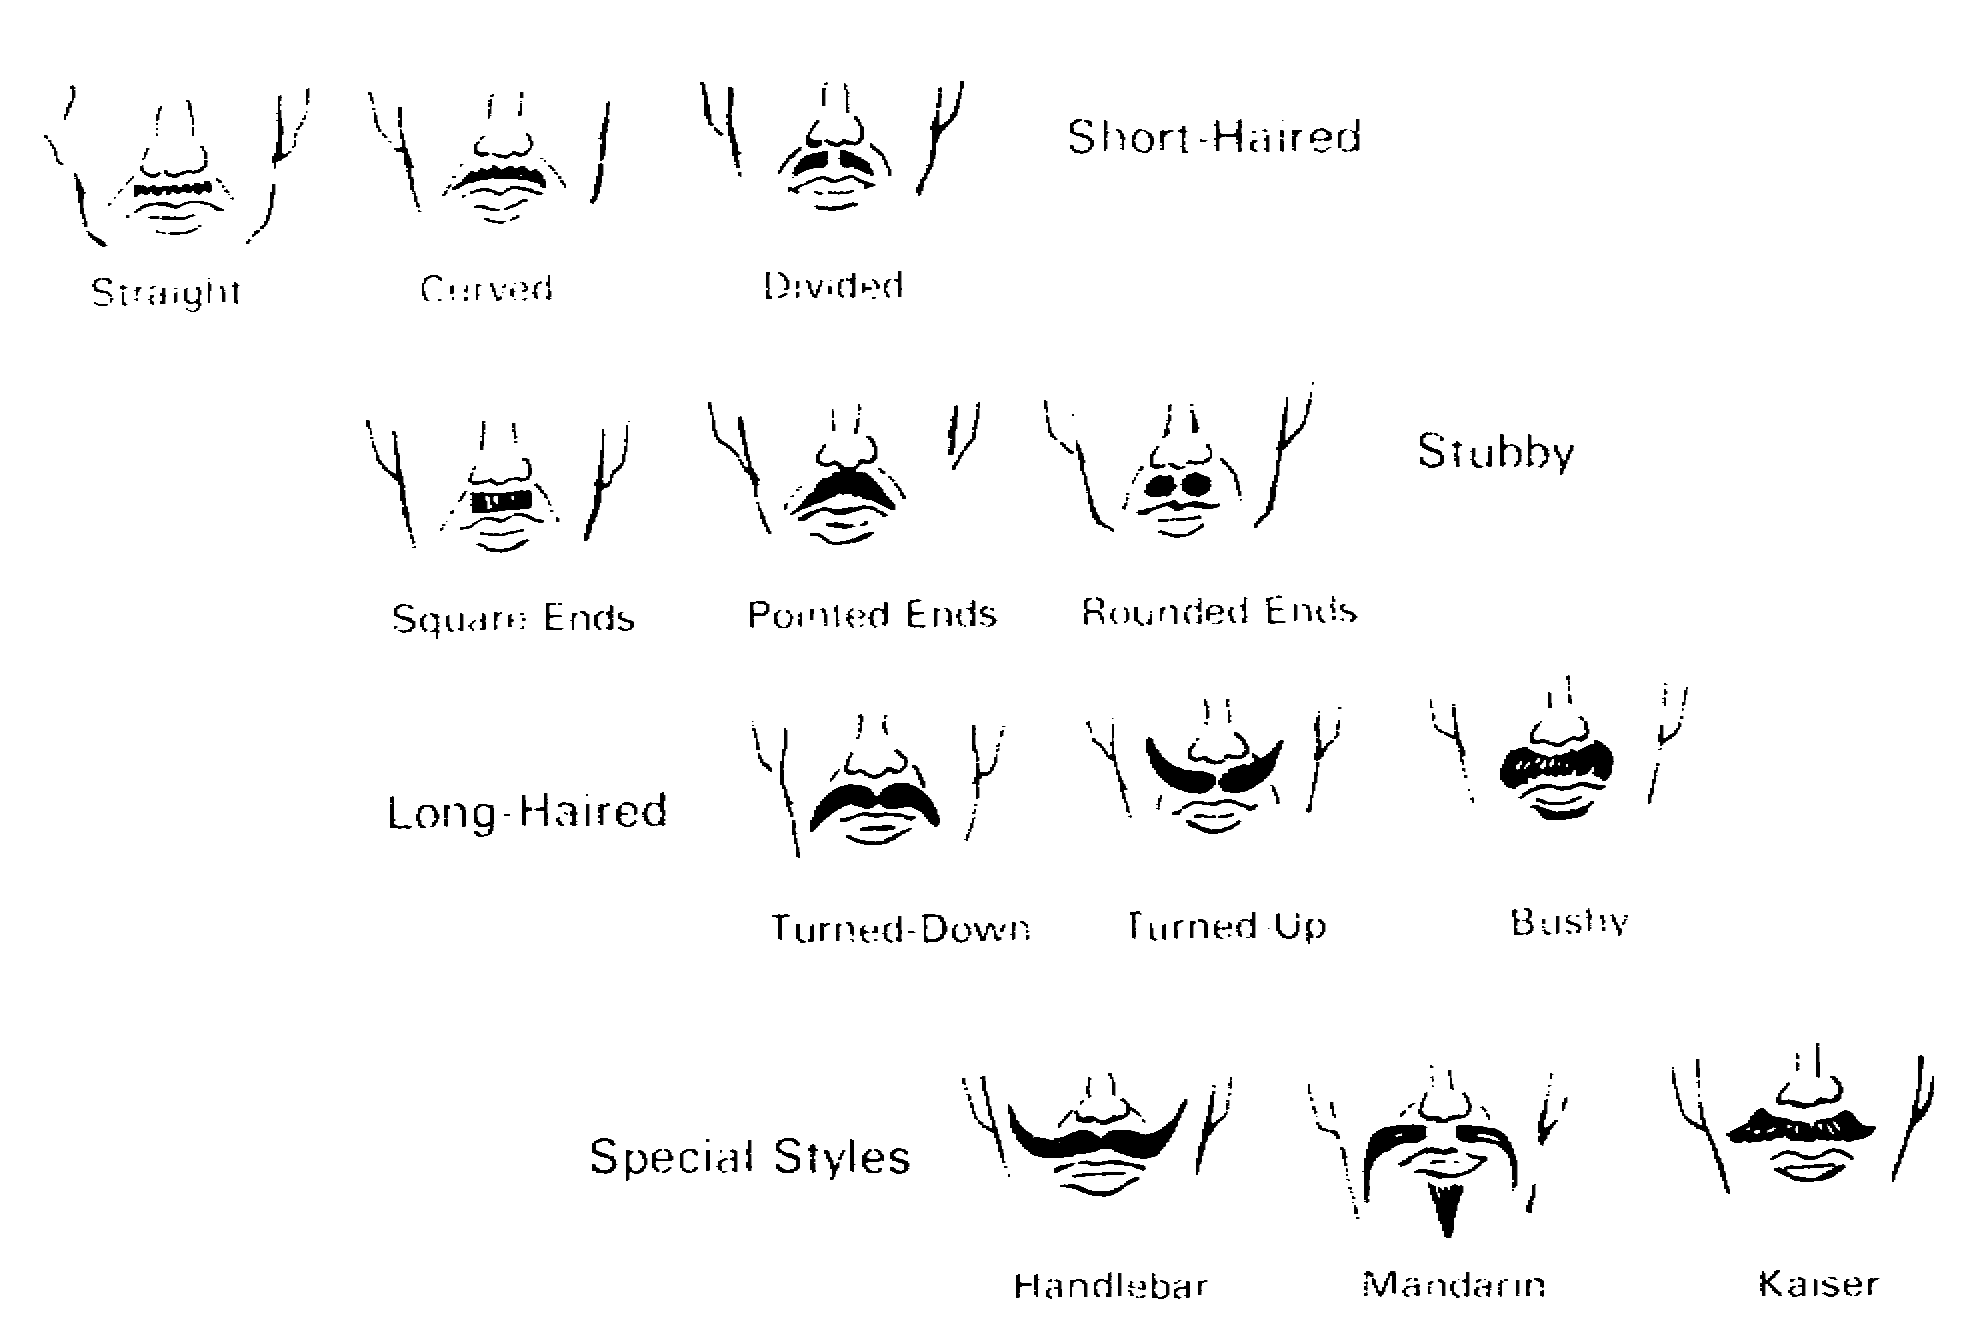 Short-Haired
Straight Curved Divided
Stubby
Square Ends Pointed Ends Rounded Ends
Long-Haired
Turned-Down Turned Up Bushy
Special Styles
Handlebar Mandarin Kaiser